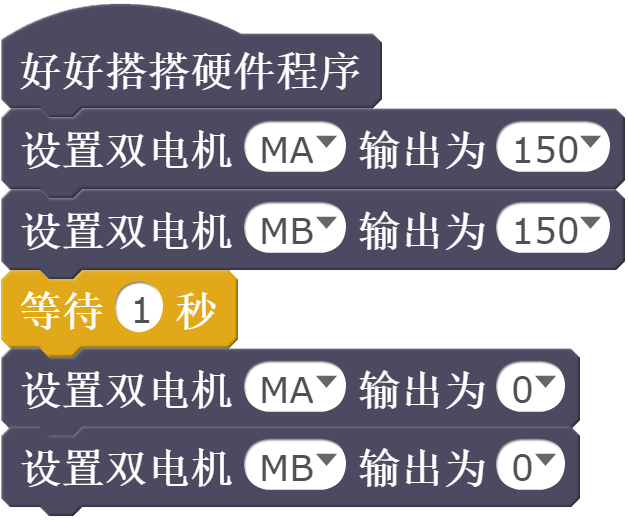 好好搭搭硬件程序
设置双电机 MA 输出为 150
设置双电机 MB 输出为 150
等待 1 秒
设置双电机 MA 输出为 0
设置双电机 MB 输出为 0